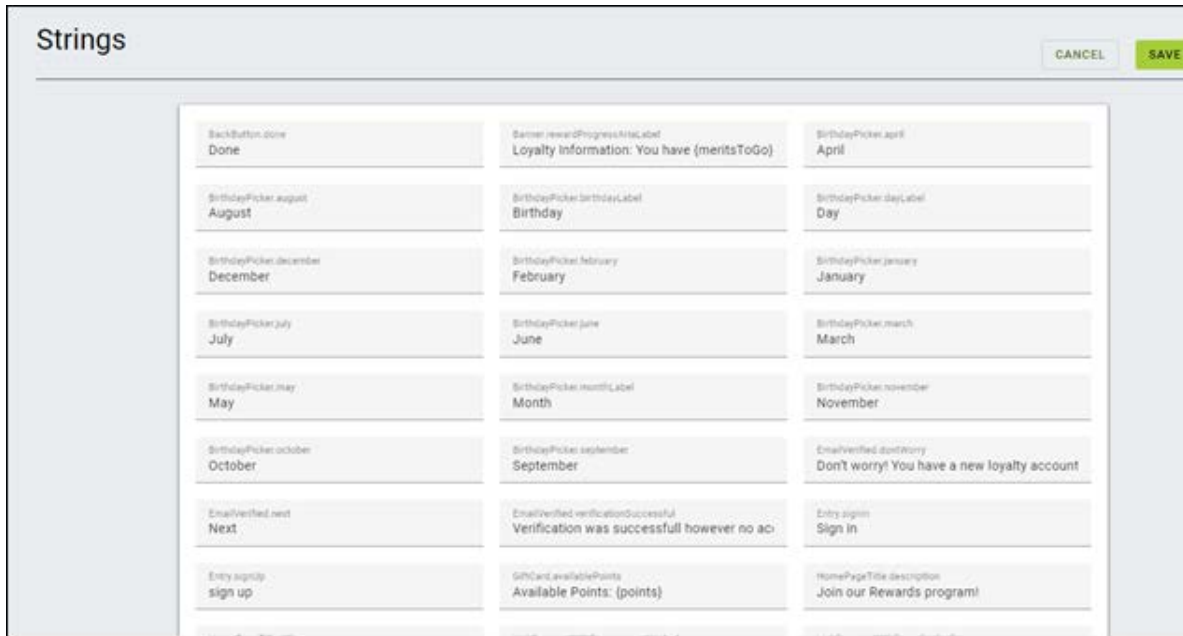 Strings
CANCEL
SAVE
BackButton.done
Done
Banner.rewardProgressAriaLabel
Loyalty Information: You have {meritsToGo}
BirthdayPicker.april
April
BirthdayPicker.august
August
BirthdayPicker.birthdayLabel
Birthday
BirthdayPicker.dayLabel
Day
BirthdayPicker.december
December
BirthdayPicker.february
February
BirthdayPicker.january
January
BirthdayPicker.july
July
BirthdayPicker.june
June
BirthdayPicker.march
March
BirthdayPicker.may
May
BirthdayPicker.monthLabel
Month
BirthdayPicker.november
November
BirthdayPicker.october
October
BirthdayPicker.september
September
EmailVerified.dontWorry
Don't worry! You have a new loyalty account
EmailVerified.next
Next
EmailVerified.verificationSuccessful
Verification was successfull however no
Entry.signIn
Sign in
Entry.signUp
sign up
GiftCard.availablePoints
Available Points: {points}
HomePageTitle.description
Join our Rewards program!